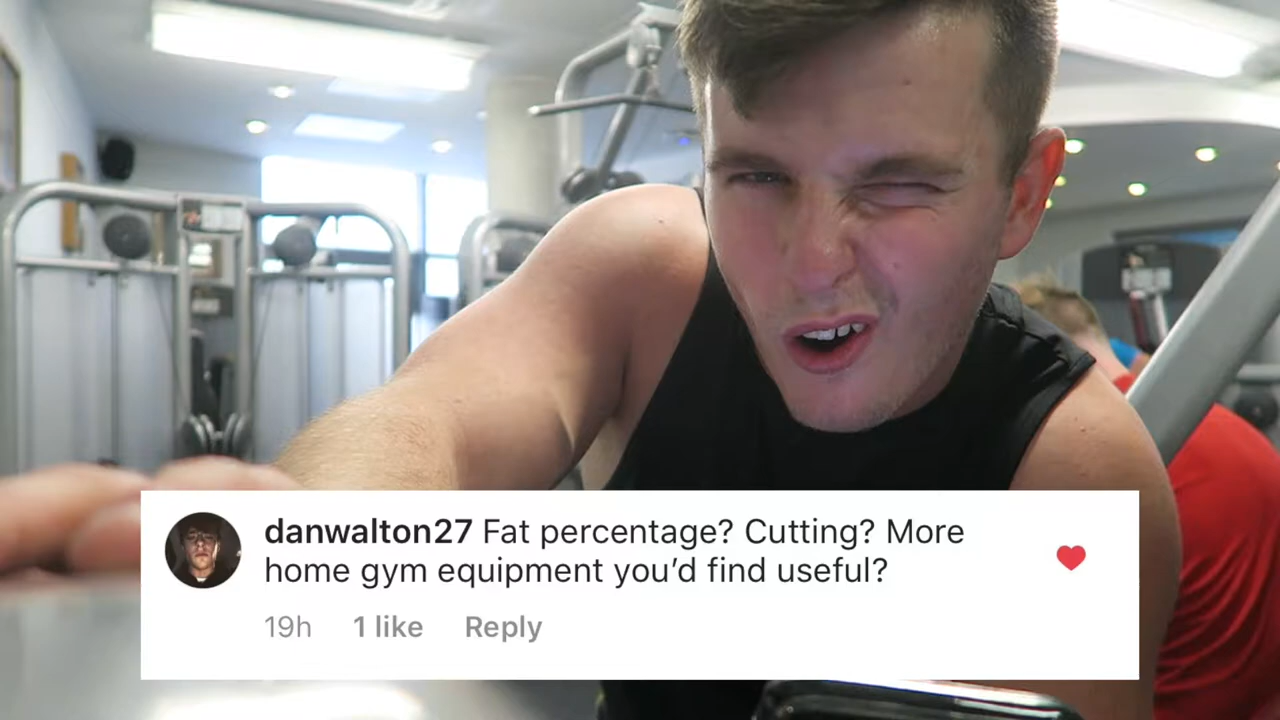 danwalton27 Fat percentage? Cutting? More
home gym equipment you’d find useful?
19h 1 like Reply